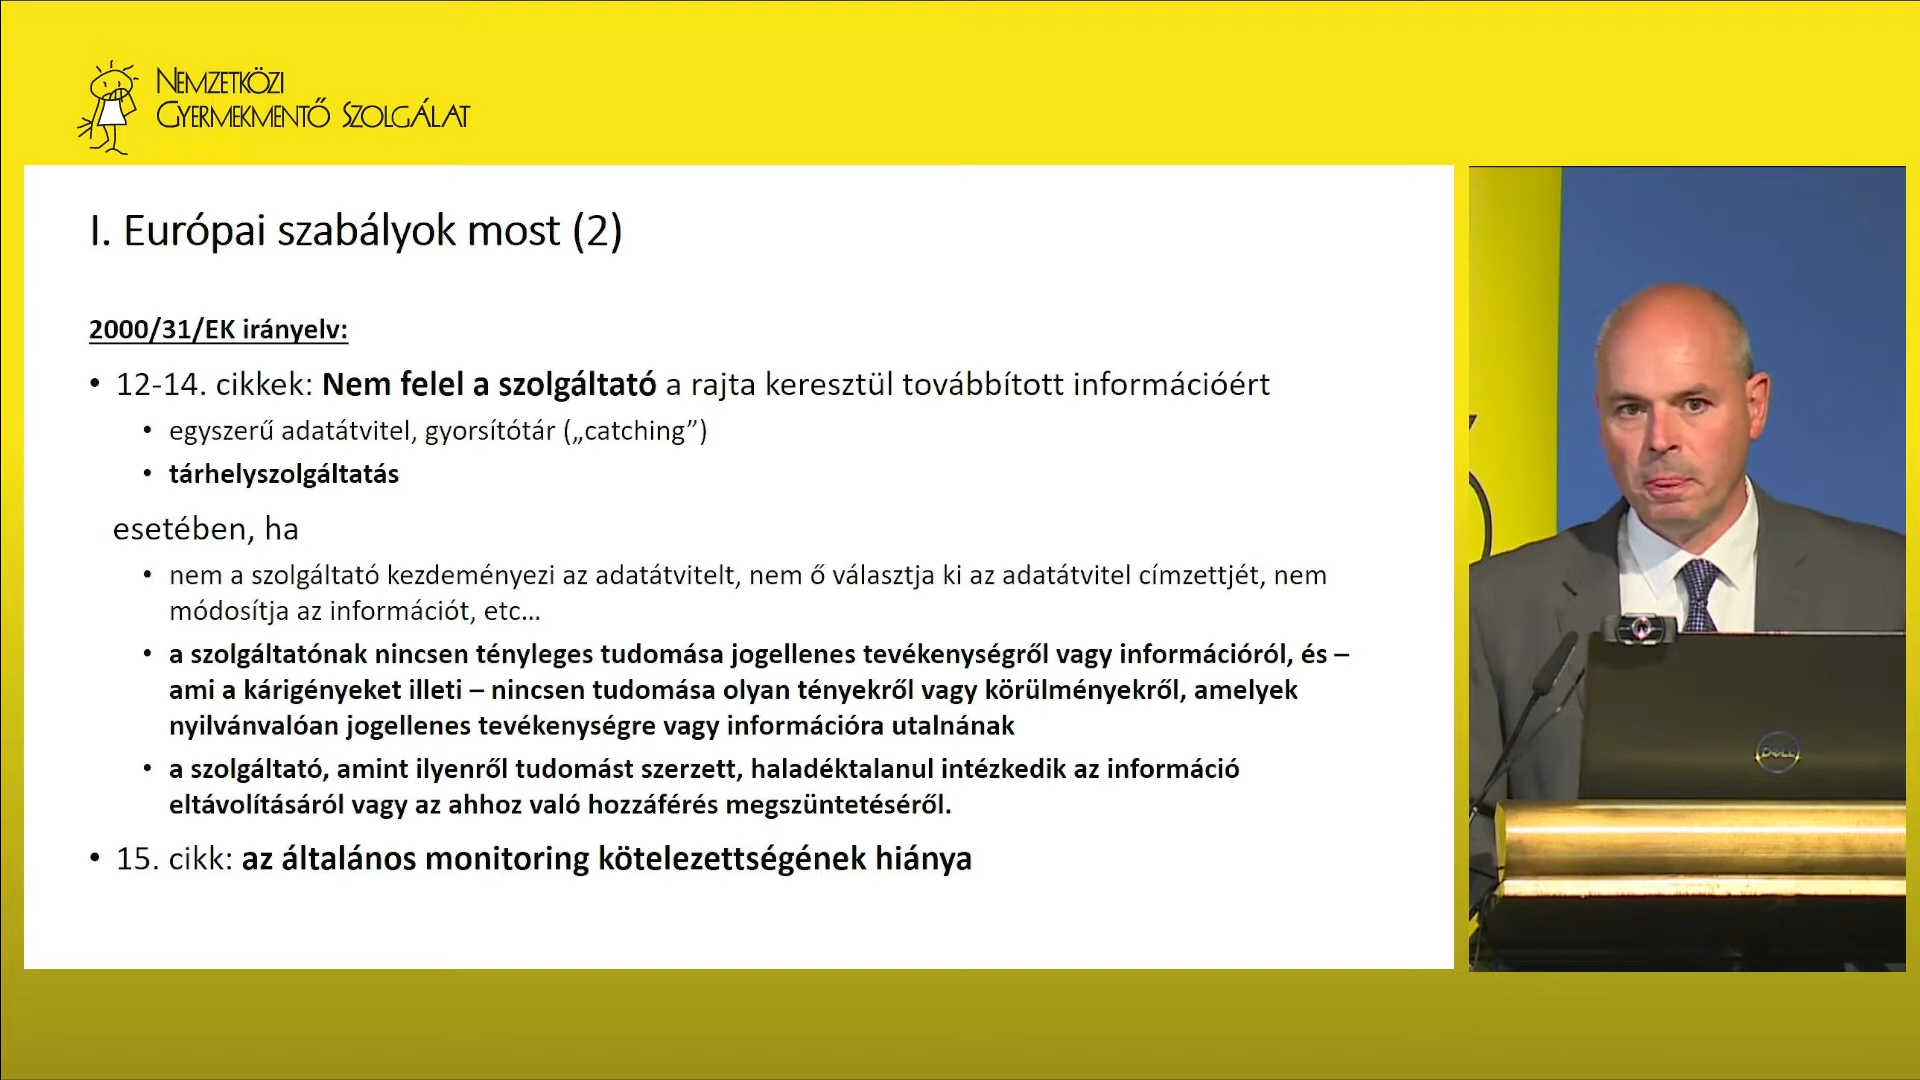 NEMZETKÖZI
GYERMEKMENTŐ SZOLGÁLAT
I. Európai szabályok most (2)
2000/31/EK irányelv:
• 12-14. cikkek: Nem felel a szolgáltató a rajta keresztül továbbított információért
• egyszerű adatátvitel, gyorsítótár („catching”)
• tárhelyszolgáltatás
esetében, ha
• nem a szolgáltató kezdeményezi az adatátvitelt, nem ő választja ki az adatátvitel címzettjét, nem
módosítja az információt, etc…
• a szolgáltatónak nincsen tényleges tudomása jogellenes tevékenységről vagy információról, és –
ami a kárigényeket illeti – nincsen tudomása olyan tényekről vagy körülményekről, amelyek
nyilvánvalóan jogellenes tevékenységre vagy információra utalnának
• a szolgáltató, amint ilyenről tudomást szerzett, haladéktalanul intézkedik az információ
eltávolításáról vagy az ahhoz való hozzáférés megszüntetéséről.
• 15. cikk: az általános monitoring kötelezettségének hiánya
DELL